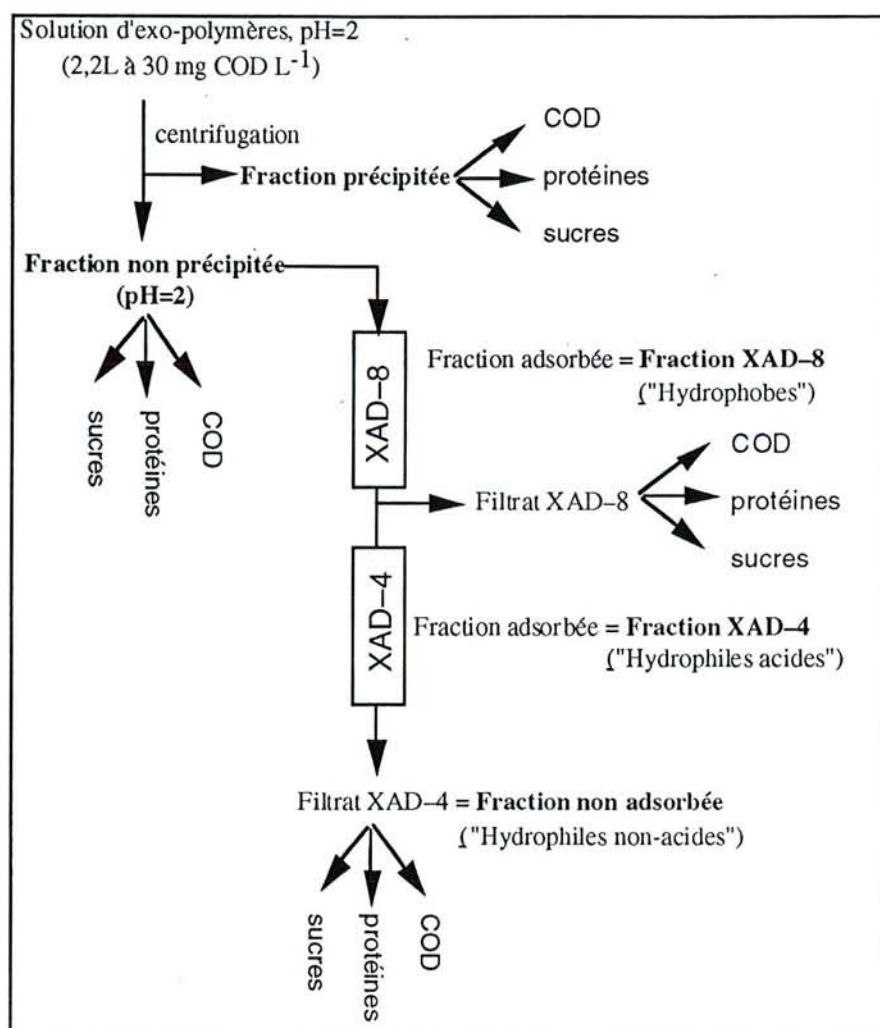 Solution d'exo-polymères, pH=2
(2,2L à 30 mg COD L-1)
centrifugation
Fraction précipitée
COD
protéines
sucres
Fraction non précipitée
(pH=2)
sucres
protéines
COD
XAD–8
Fraction adsorbée = Fraction XAD–8
("Hydrophobes")
Filtrat XAD–8
COD
protéines
sucres
XAD–4
Fraction adsorbée = Fraction XAD–4
("Hydrophiles acides")
Filtrat XAD–4 = Fraction non adsorbée
("Hydrophiles non-acides")
sucres
protéines
COD